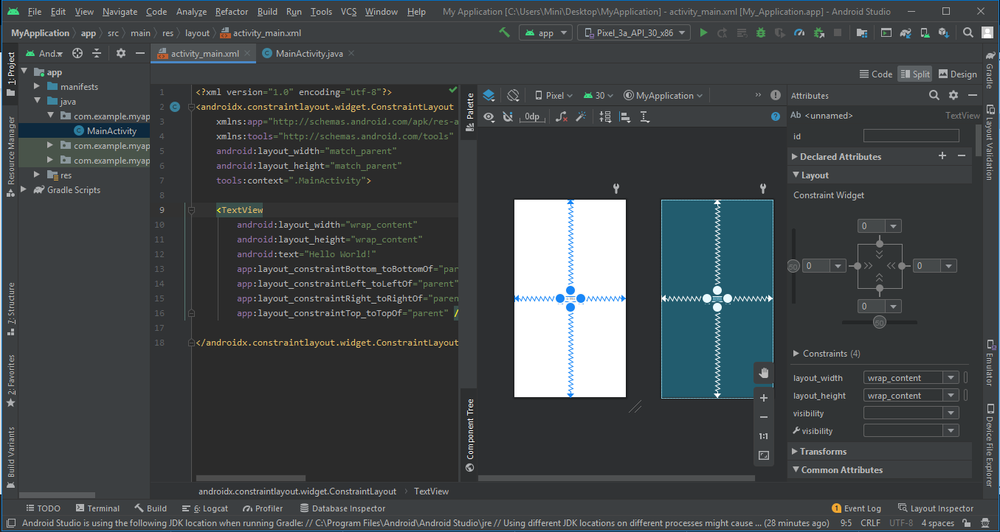 File Edit View Navigate Code Analyze Refactor Build Run Tools VCS Window Help My Application [C:\Users\Mini\Desktop\MyApplication] - activity_main.xml [My_Application.app] - Android Studio
MyApplication app src main res layout activity_main.xml
app Pixel_3a_API_30_x86
And...
activity_main.xml MainActivity.java
1: Project
Resource Manager
7: Structure
2: Favorites
Build Variants
app
manifests
java
com.example.myap
MainActivity
com.example.myap
com.example.myap
res
Gradle Scripts
Code Split Design
1 <?xml version="1.0" encoding="utf-8"?>
2 <androidx.constraintlayout.widget.ConstraintLayout
3 xmlns:app="http://schemas.android.com/apk/res-a
4 xmlns:tools="http://schemas.android.com/tools"
5 android:layout_width="match_parent"
6 android:layout_height="match_parent"
7 tools:context=".MainActivity">
8
9 <TextView
10 android:layout_width="wrap_content"
11 android:layout_height="wrap_content"
12 android:text="Hello World!"
13 app:layout_constraintBottom_toBottomOf="par
14 app:layout_constraintLeft_toLeftOf="parent"
15 app:layout_constraintRight_toRightOf="paren
16 app:layout_constraintTop_toTopOf="parent" /
17
18 </androidx.constraintlayout.widget.ConstraintLayout
Palette
Component Tree
Pixel 30 MyApplication
0dp
1:1
Attributes
Ab <unnamed> TextView
id
Declared Attributes
Layout
Constraint Widget
0
50 0 0
0
50
Constraints (4)
layout_width wrap_content
layout_height wrap_content
visibility
visibility
Transforms
Common Attributes
Gradle
Layout Validation
Emulator
Device File Explorer
androidx.constraintlayout.widget.ConstraintLayout TextView
TODO Terminal Build 6: Logcat Profiler Database Inspector 1 Event Log Layout Inspector
Android Studio is using the following JDK location when running Gradle: // C:\Program Files\Android\Android Studio\jre // Using different JDK locations on different processes might cause ... (28 minutes ago) 9:5 CRLF UTF-8 4 spaces